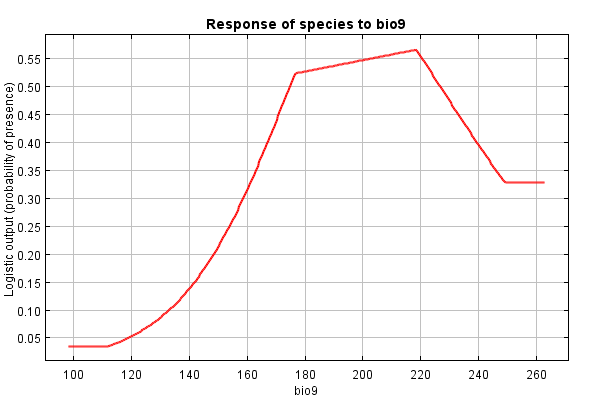 Response of species to bio9
Logistic output (probability of presence)
0.55
0.50
0.45
0.40
0.35
0.30
0.25
0.20
0.15
0.10
0.05
100 120 140 160 180 200 220 240 260
bio9